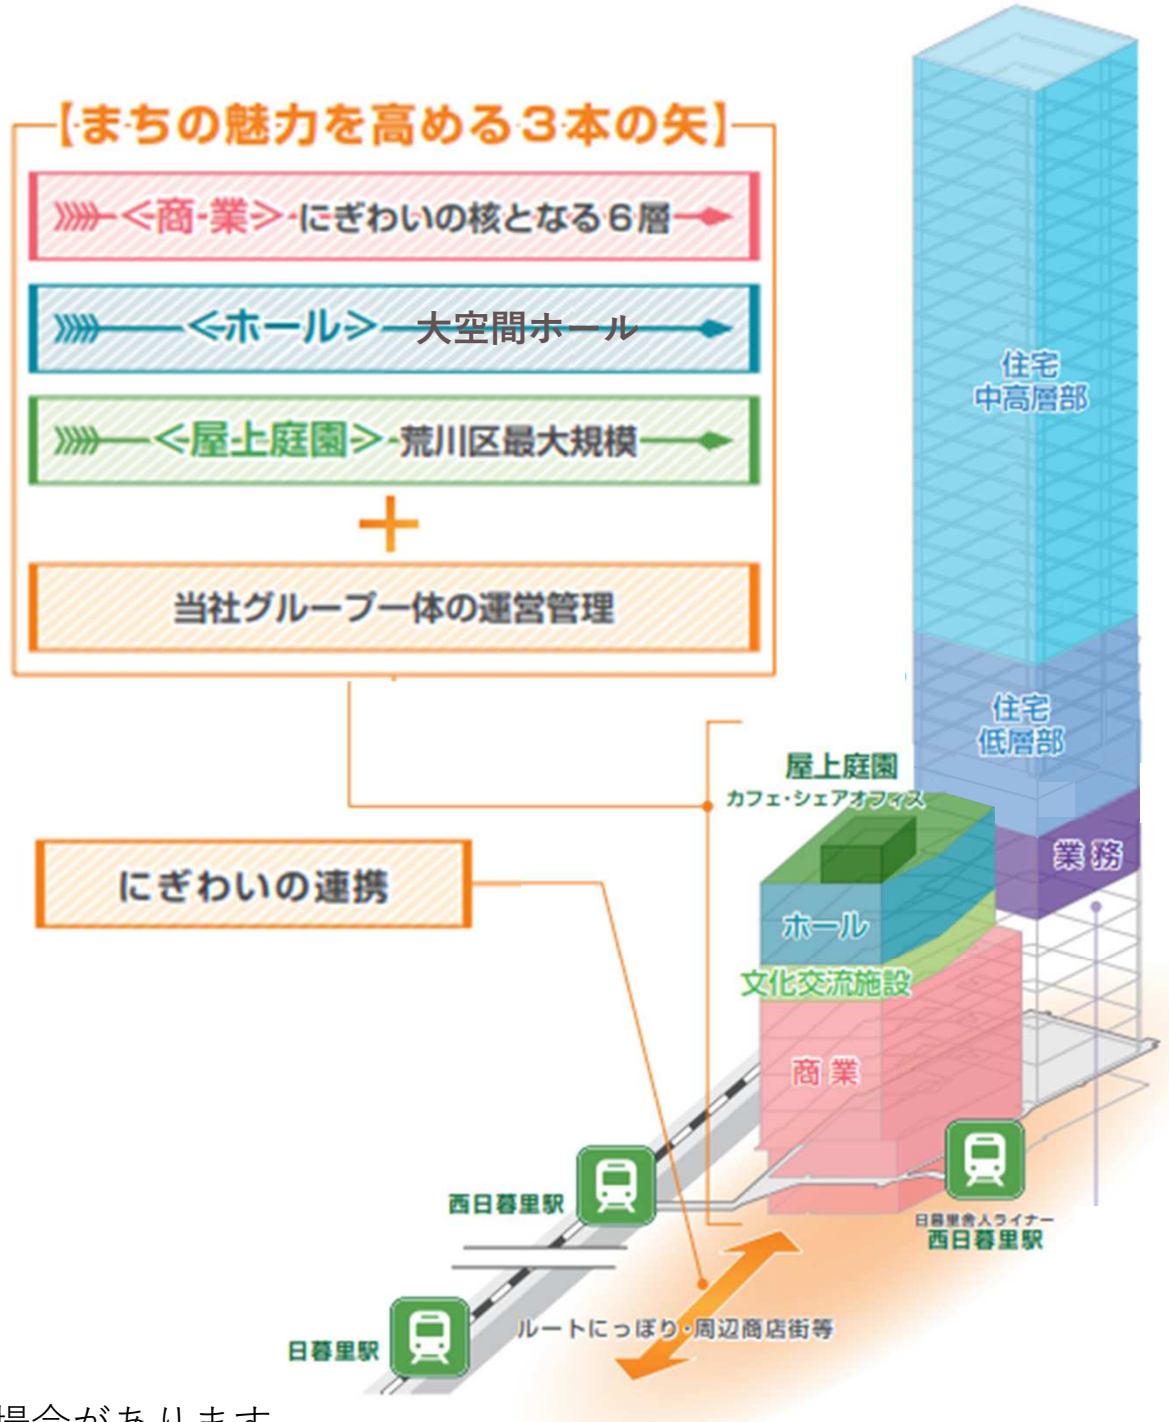 【まちの魅力を高める3本の矢】
＜商業＞にぎわいの核となる６層
＜ホール＞ 大空間ホール
＜屋上庭園＞荒川区最大規模
＋
当社グループ一体の運営管理
住宅
中高層部
住宅
低層部
屋上庭園
カフェ・シェアオフィス
業務
にぎわいの連携
ホール
文化交流施設
商業
西日暮里駅
日暮里舎人ライナー
西日暮里駅
ルートにっぽり・周辺商店街等
日暮里駅
場合があります